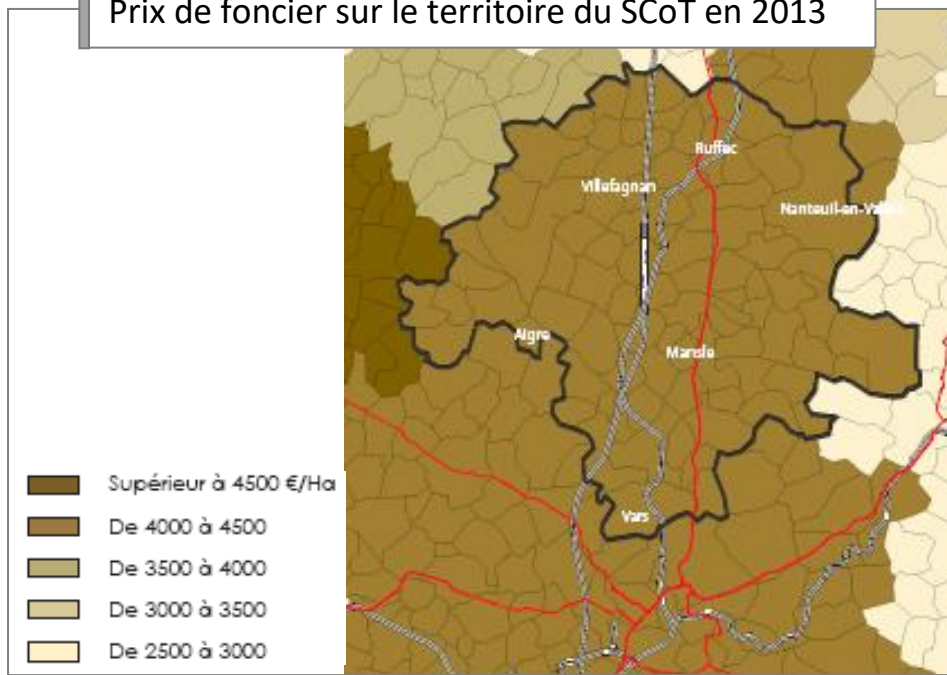 Prix de foncier sur le territoire du SCoT en 2013
Ruffec
Villefagnan
Nanteuil-en-Vallée
Aigre
Mansle
Vars
Supérieur à 4500 €/Ha
De 4000 à 4500
De 3500 à 4000
De 3000 à 3500
De 2500 à 3000